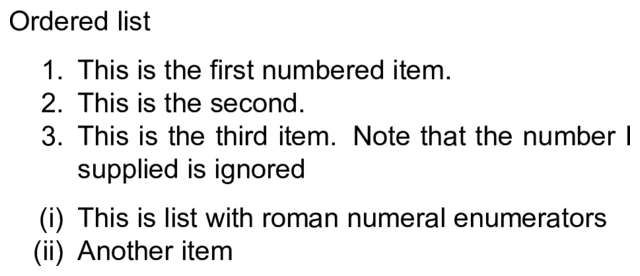 Ordered list
1. This is the first numbered item.
2. This is the second.
3. This is the third item. Note that the number I
supplied is ignored
(i) This is list with roman numeral enumerators
(ii) Another item